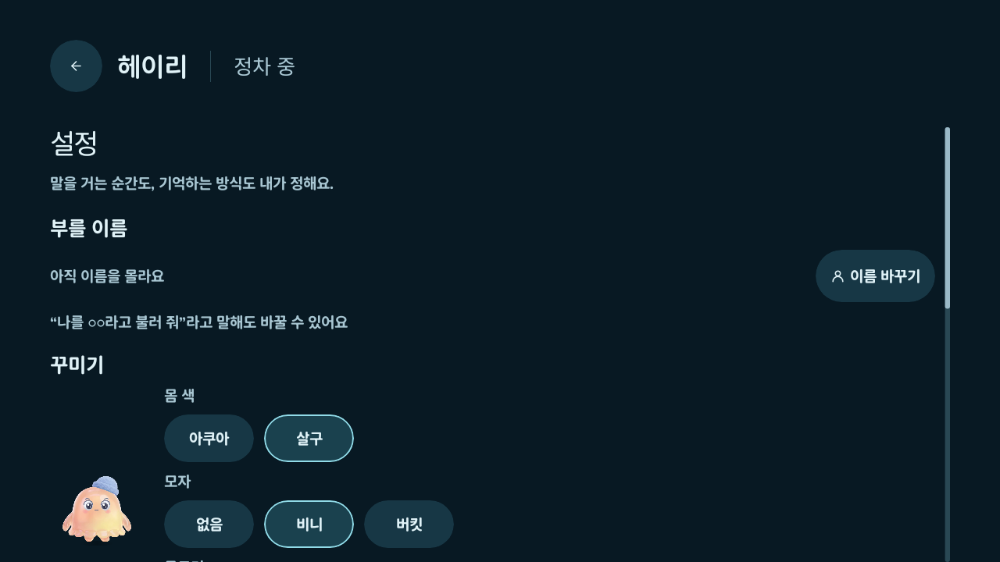 헤이리
정차 중
설정
말을 거는 순간도, 기억하는 방식도 내가 정해요.
부를 이름
아직 이름을 몰라요
이름 바꾸기
“나를 ○○라고 불러 줘”라고 말해도 바꿀 수 있어요
꾸미기
몸 색
아쿠아
살구
모자
없음
비니
버킷